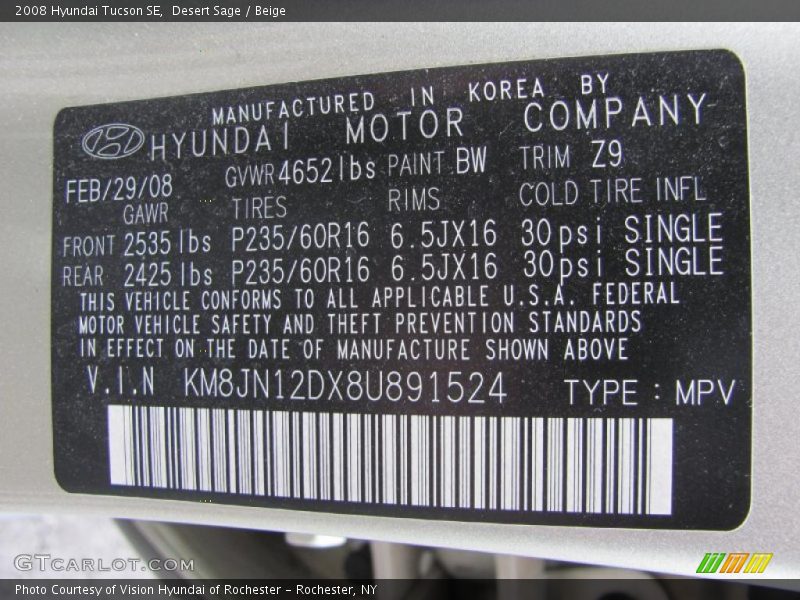 2008 Hyundai Tucson SE,  Desert Sage / Beige
MANUFACTURED IN KOREA BY
HYUNDAI MOTOR COMPANY
FEB/29/08 GVWR 4652 lbs PAINT BW TRIM Z9
GAWR TIRES RIMS COLD TIRE INFL
FRONT 2535 lbs P235/60R16 6.5JX16 30psi SINGLE
REAR 2425 lbs P235/60R16 6.5JX16 30psi SINGLE
THIS VEHICLE CONFORMS TO ALL APPLICABLE U.S.A. FEDERAL
MOTOR VEHICLE SAFETY AND THEFT PREVENTION STANDARDS
IN EFFECT ON THE DATE OF MANUFACTURE SHOWN ABOVE
V.I.N KM8JN12DX8U891524 TYPE : MPV
GTcarlot.com
Photo Courtesy of Vision Hyundai of Rochester – Rochester, NY